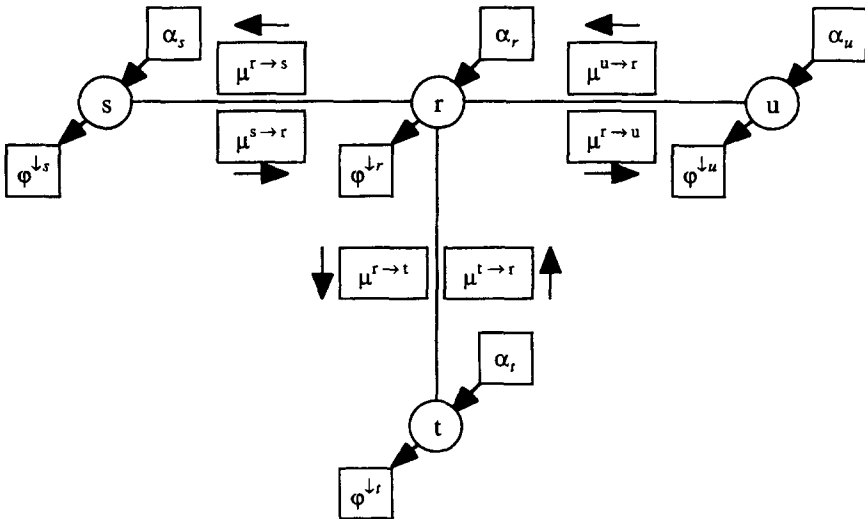 α_s
α_r
α_u
μ^{r→s}
μ^{u→r}
s
r
u
μ^{s→r}
μ^{r→u}
φ^{↓s}
φ^{↓r}
φ^{↓u}
μ^{r→t}
μ^{t→r}
α_t
t
φ^{↓t}